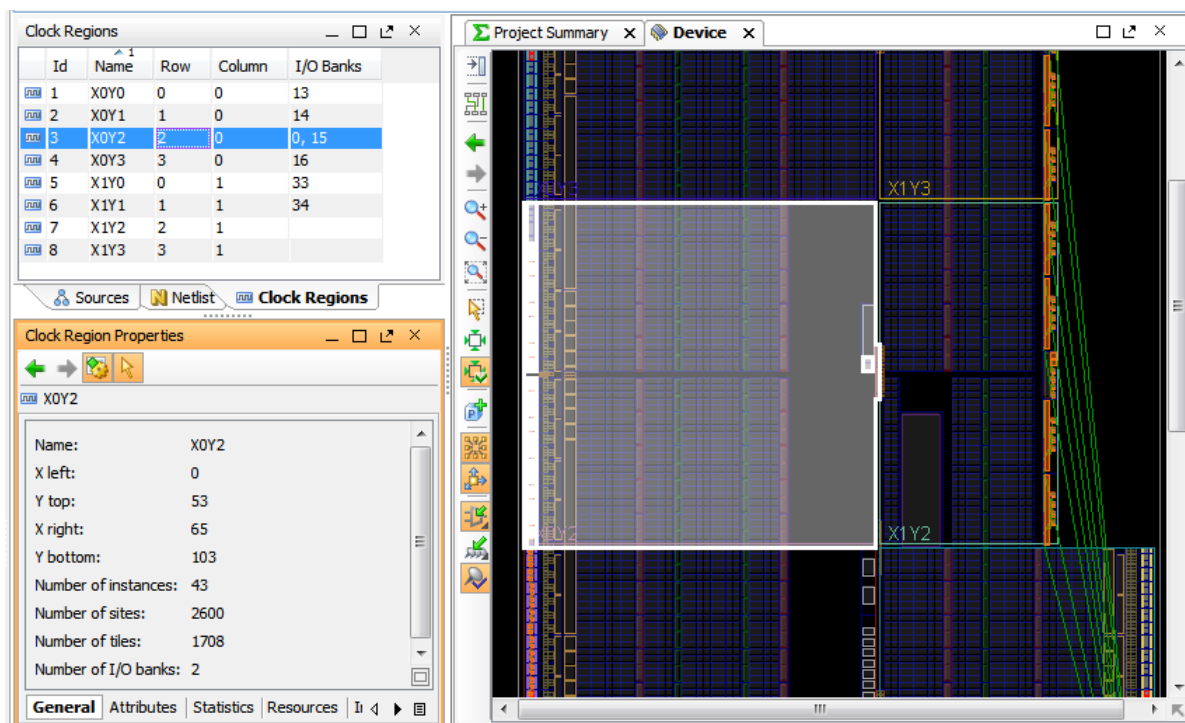 Clock Regions
Id Name 1 Row Column I/O Banks
1 X0Y0 0 0 13
2 X0Y1 1 0 14
3 X0Y2 2 0 0, 15
4 X0Y3 3 0 16
5 X1Y0 0 1 33
6 X1Y1 1 1 34
7 X1Y2 2 1
8 X1Y3 3 1
Sources Netlist Clock Regions
Clock Region Properties
X0Y2
Name: X0Y2
X left: 0
Y top: 53
X right: 65
Y bottom: 103
Number of instances: 43
Number of sites: 2600
Number of tiles: 1708
Number of I/O banks: 2
General Attributes Statistics Resources
Σ Project Summary Device
X0Y3 X1Y3
X0Y2 X1Y2